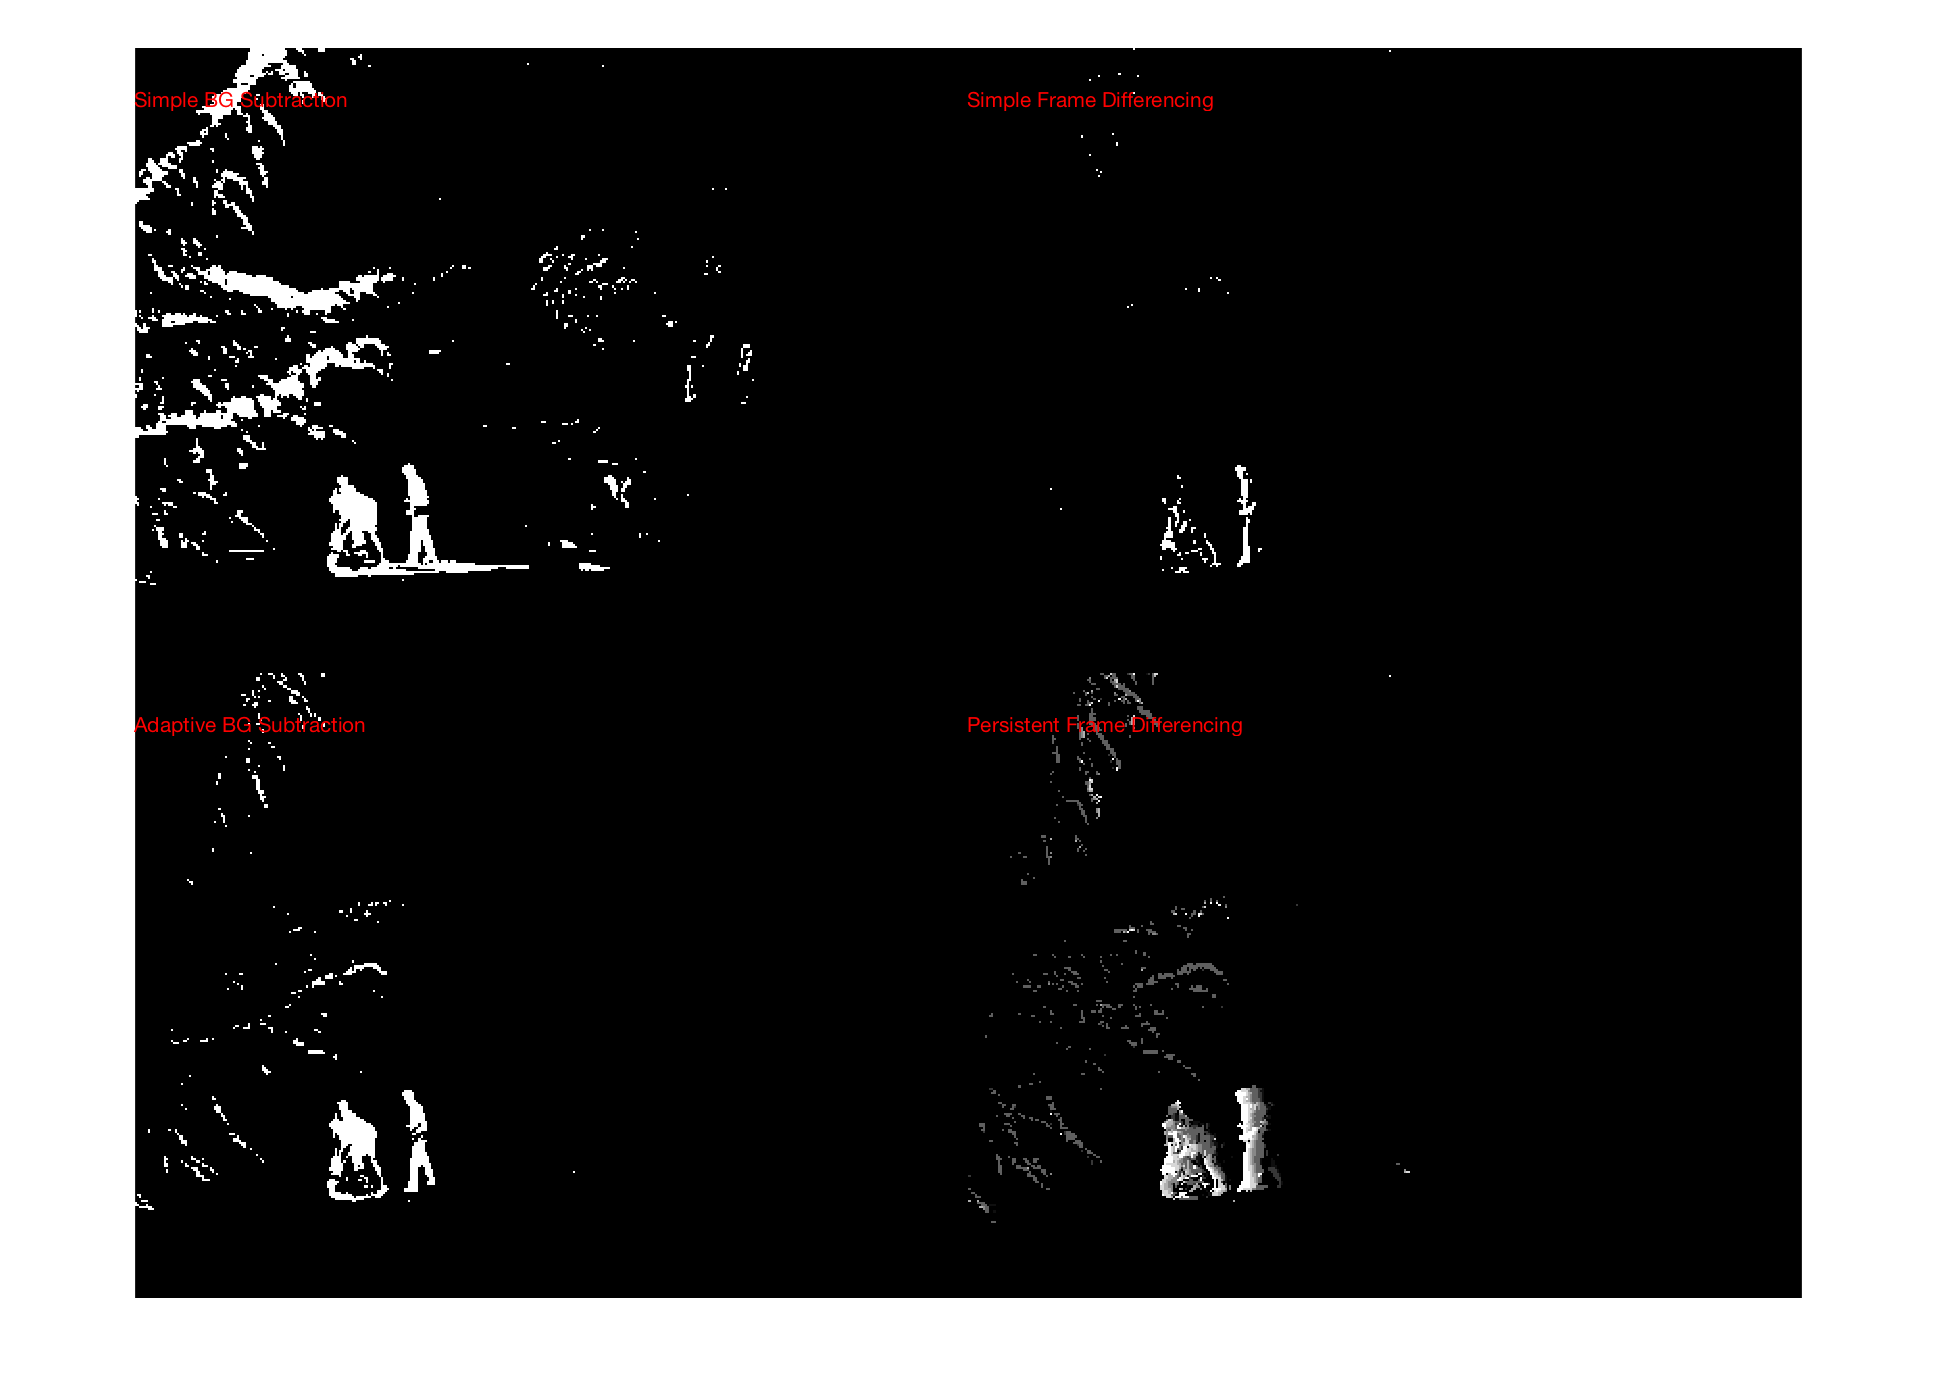 Simple BG Subtraction
Simple Frame Differencing
Adaptive BG Subtraction
Persistent Frame Differencing